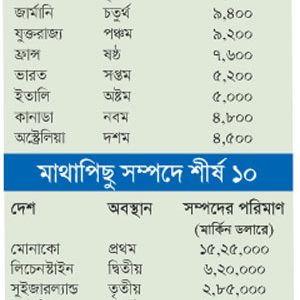 জার্মানি চতুর্থ ৯,৪০০
যুক্তরাজ্য পঞ্চম ৯,২০০
ফ্রান্স ষষ্ঠ ৭,৬০০
ভারত সপ্তম ৫,২০০
ইতালি অষ্টম ৫,০০০
কানাডা নবম ৪,৮০০
অস্ট্রেলিয়া দশম ৪,৫০০
মাথাপিছু সম্পদে শীর্ষ ১০
দেশ অবস্থান সম্পদের পরিমাণ
(মার্কিন ডলারে)
মোনাকো প্রথম ১৫,২৫,০০০
লিচেনস্টাইন দ্বিতীয় ৬,২০,০০০
সুইজারল্যান্ড তৃতীয় ২,৮৫,০০০